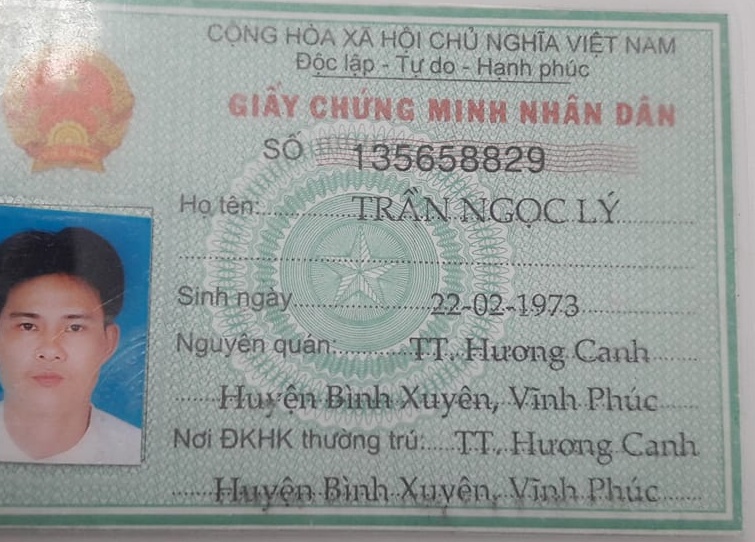 CỘNG HÒA XÃ HỘI CHỦ NGHĨA VIỆT NAM
Độc lập - Tự do - Hạnh phúc
GIẤY CHỨNG MINH NHÂN DÂN
SỐ 135658829
Họ tên: TRẦN NGỌC LÝ
Sinh ngày 22-02-1973
Nguyên quán: TT. Hương Canh
Huyện Bình Xuyên, Vĩnh Phúc
Nơi ĐKHK thường trú: TT. Hương Canh
Huyện Bình Xuyên, Vĩnh Phúc